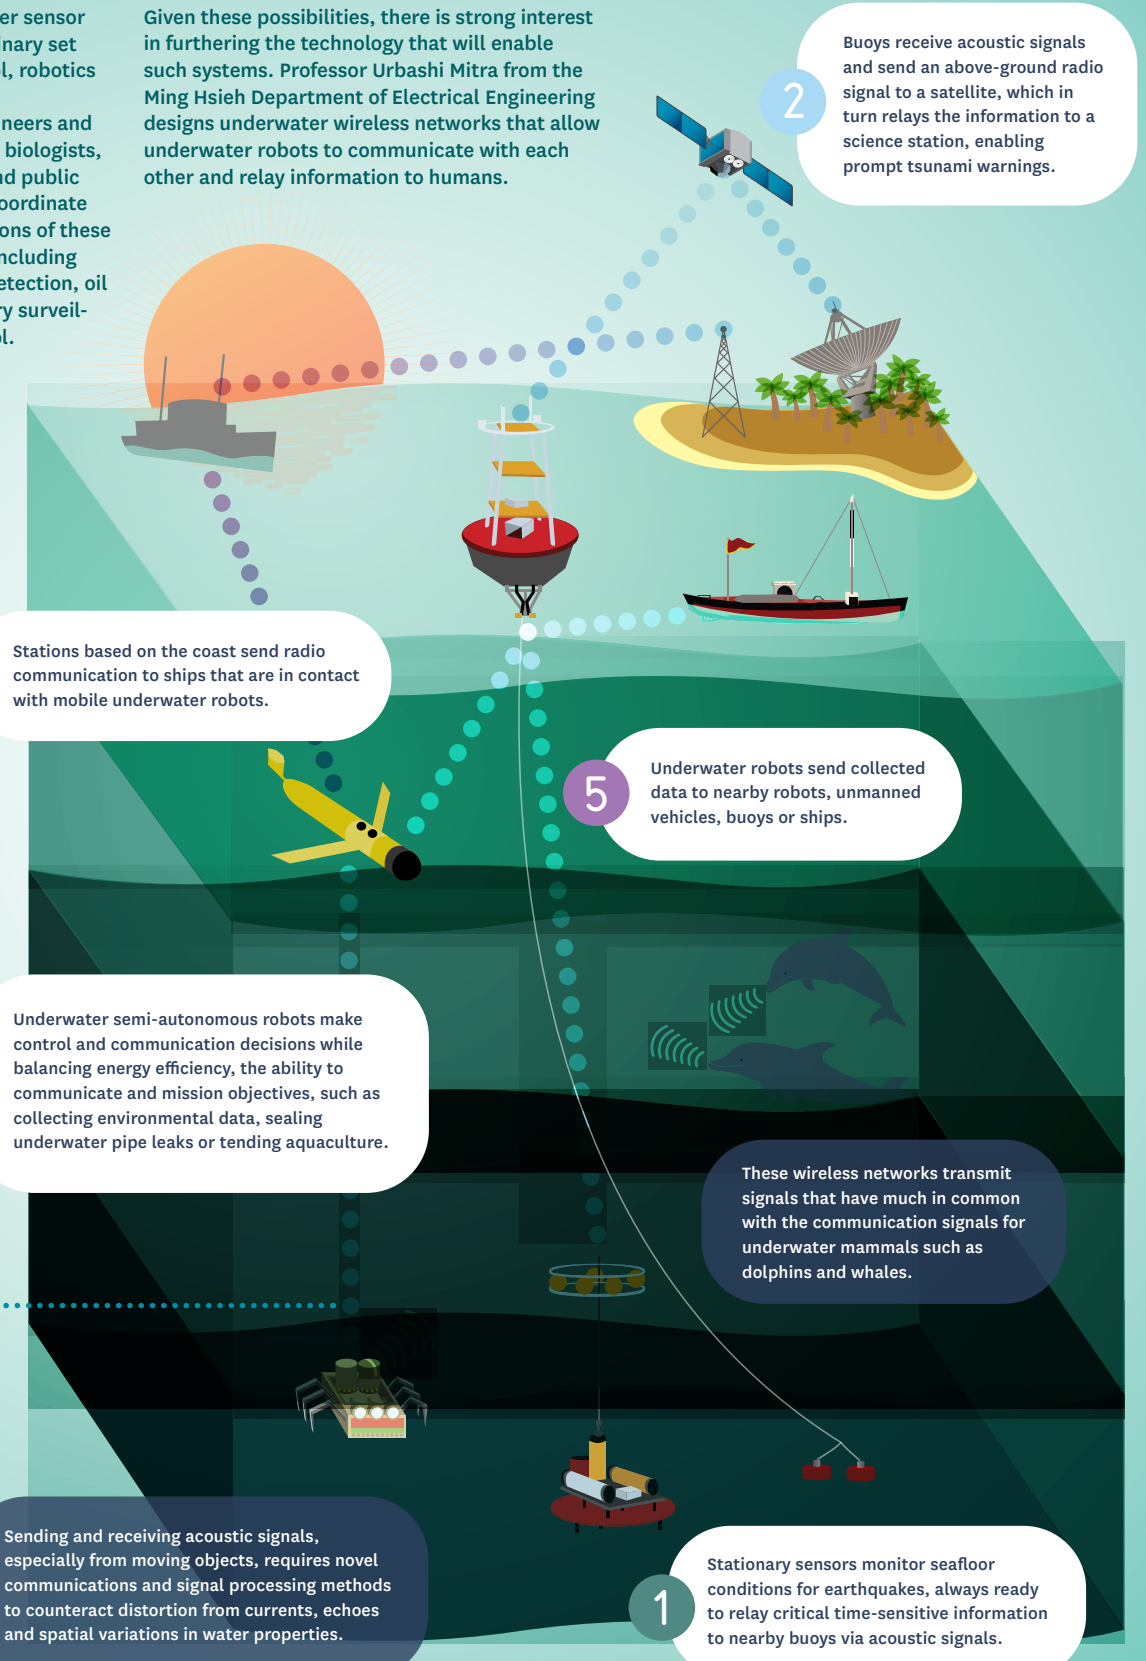 er sensor
inary set
l, robotics
neers and
biologists,
nd public
oordinate
ons of these
ncluding
etection, oil
ry surveil-
ol.
Given these possibilities, there is strong interest
in furthering the technology that will enable
such systems. Professor Urbashi Mitra from the
Ming Hsieh Department of Electrical Engineering
designs underwater wireless networks that allow
underwater robots to communicate with each
other and relay information to humans.
2
Buoys receive acoustic signals
and send an above-ground radio
signal to a satellite, which in
turn relays the information to a
science station, enabling
prompt tsunami warnings.
Stations based on the coast send radio
communication to ships that are in contact
with mobile underwater robots.
5
Underwater robots send collected
data to nearby robots, unmanned
vehicles, buoys or ships.
Underwater semi-autonomous robots make
control and communication decisions while
balancing energy efficiency, the ability to
communicate and mission objectives, such as
collecting environmental data, sealing
underwater pipe leaks or tending aquaculture.
These wireless networks transmit
signals that have much in common
with the communication signals for
underwater mammals such as
dolphins and whales.
Sending and receiving acoustic signals,
especially from moving objects, requires novel
communications and signal processing methods
to counteract distortion from currents, echoes
and spatial variations in water properties.
1
Stationary sensors monitor seafloor
conditions for earthquakes, always ready
to relay critical time-sensitive information
to nearby buoys via acoustic signals.